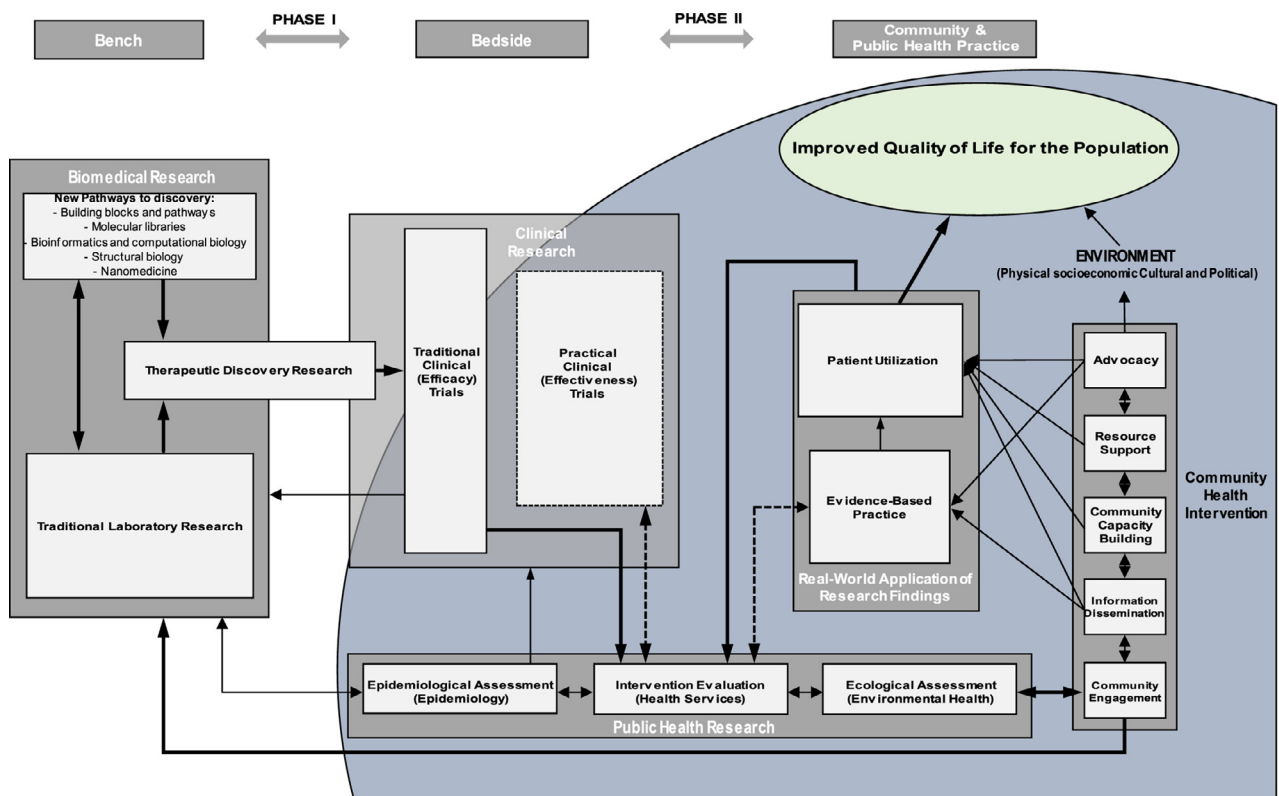 PHASE I
PHASE II
Bench
Bedside
Community &
Public Health Practice
Improved Quality of Life for the Population
Biomedical Research
New Pathways to discovery:
- Building blocks and pathways
- Molecular libraries
- Bioinformatics and computational biology
- Structural biology
- Nanomedicine
Therapeutic Discovery Research
Traditional Laboratory Research
Clinical
Research
Traditional
Clinical
(Efficacy)
Trials
Practical
Clinical
(Effectiveness)
Trials
ENVIRONMENT
(Physical socioeconomic Cultural and Political)
Patient Utilization
Evidence-Based
Practice
Real-World Application of
Research Findings
Advocacy
Resource
Support
Community
Capacity
Building
Information
Dissemination
Community
Engagement
Community
Health
Intervention
Epidemiological Assessment
(Epidemiology)
Intervention Evaluation
(Health Services)
Ecological Assessment
(Environmental Health)
Public Health Research